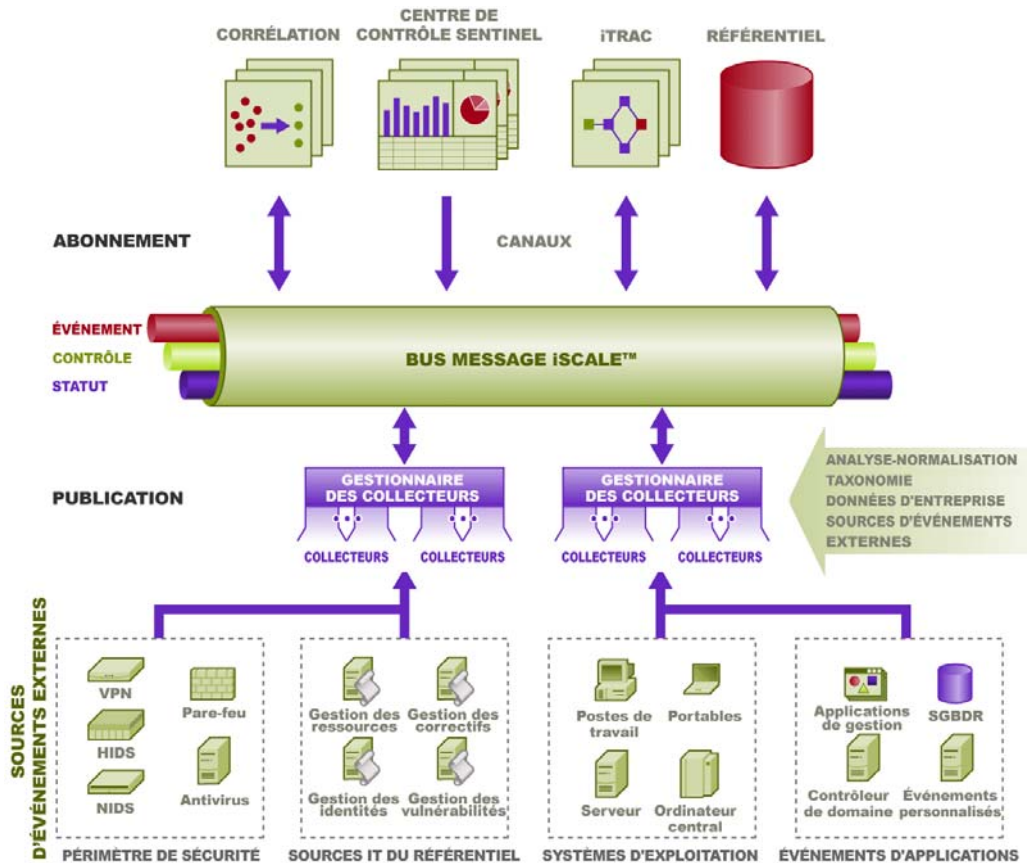 CORRÉLATION
CENTRE DE
CONTRÔLE SENTINEL
iTRAC
RÉFÉRENTIEL
ABONNEMENT
CANAUX
ÉVÉNEMENT
CONTRÔLE
STATUT
BUS MESSAGE iSCALE™
PUBLICATION
GESTIONNAIRE
DES COLLECTEURS
COLLECTEURS
COLLECTEURS
GESTIONNAIRE
DES COLLECTEURS
COLLECTEURS
COLLECTEURS
ANALYSE-NORMALISATION
TAXONOMIE
DONNÉES D'ENTREPRISE
SOURCES D'ÉVÉNEMENTS
EXTERNES
SOURCES
D'ÉVÉNEMENTS EXTERNES
VPN
Pare-feu
HIDS
NIDS
Antivirus
PÉRIMÈTRE DE SÉCURITÉ
Gestion des
ressources
Gestion des
correctifs
Gestion des
identités
Gestion des
vulnérabilités
SOURCES IT DU RÉFÉRENTIEL
Postes de
travail
Portables
Serveur
Ordinateur
central
SYSTÈMES D'EXPLOITATION
Applications
de gestion
SGBDR
Contrôleur
de domaine
Événements
personnalisés
ÉVÉNEMENTS D'APPLICATIONS